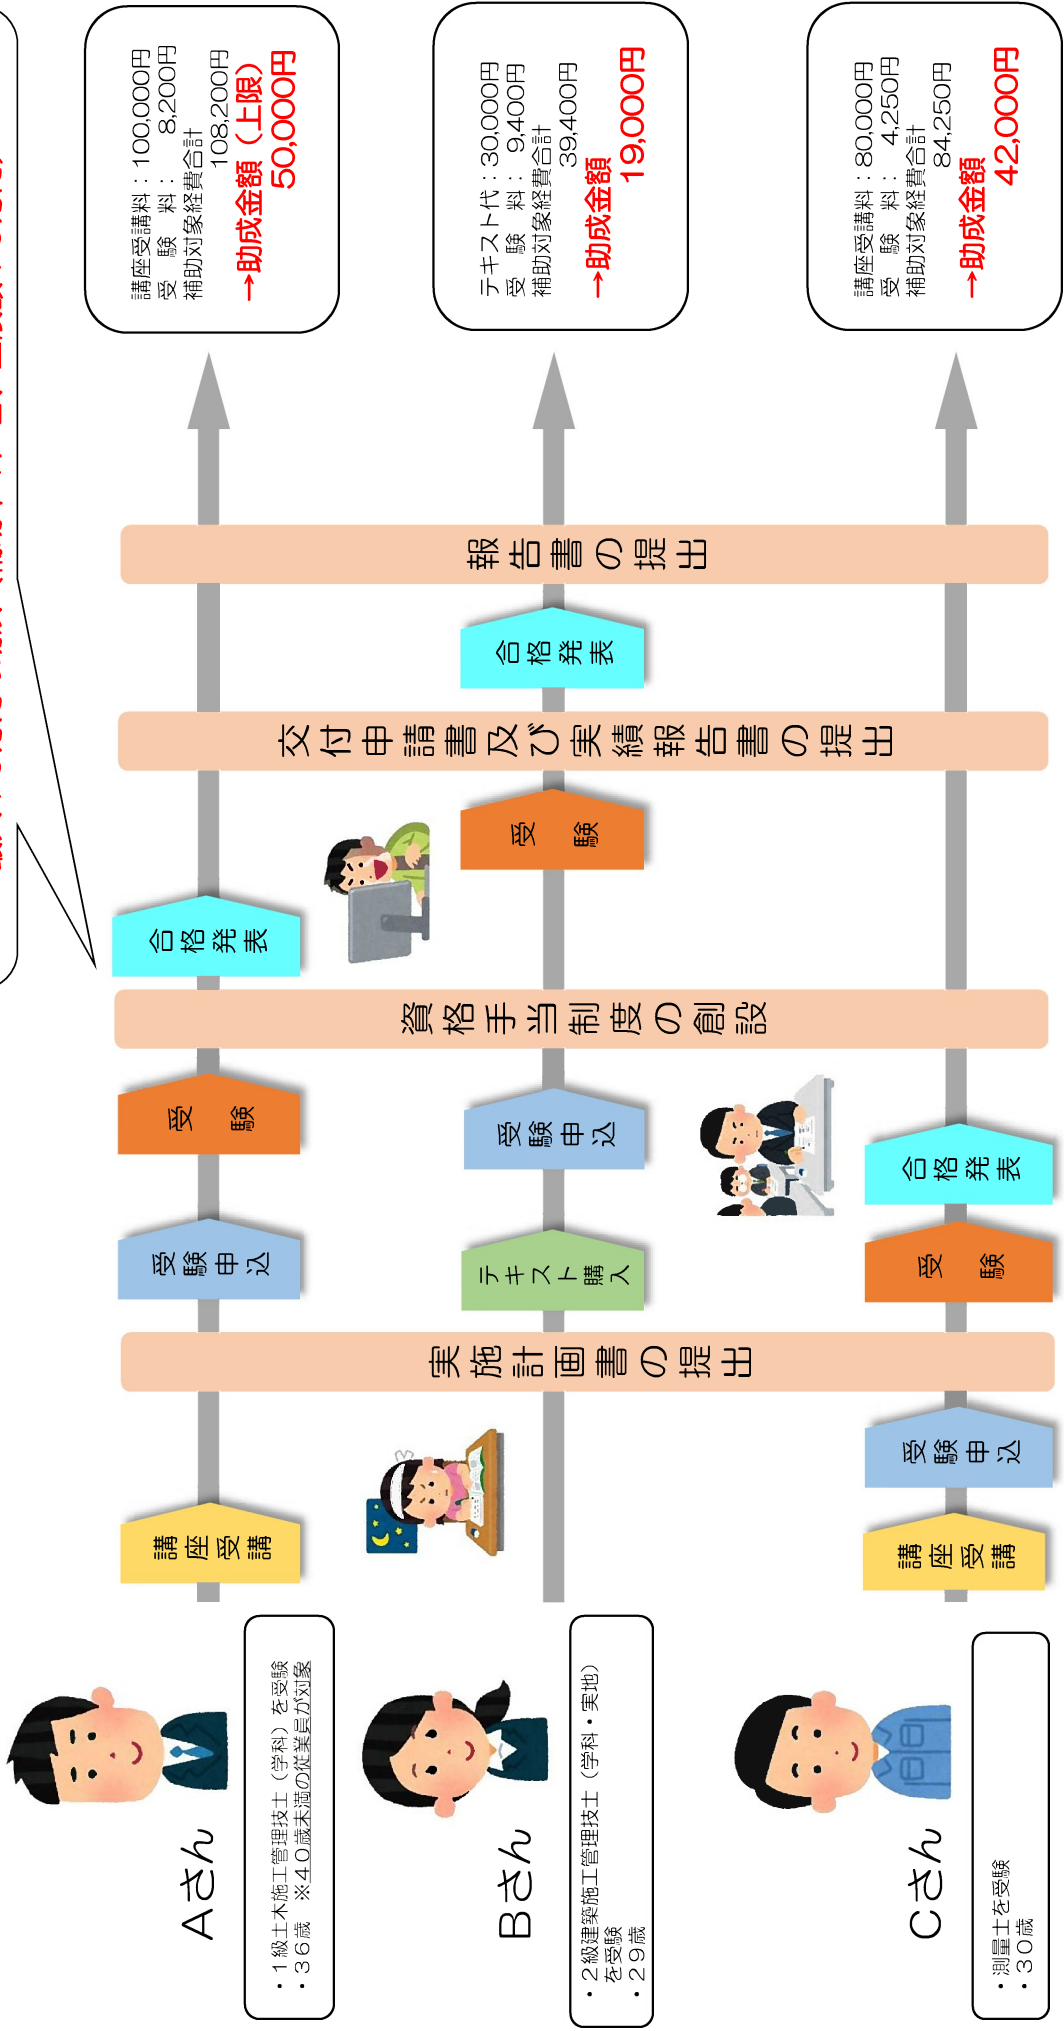 Aさん
・1級土木施工管理技士（学科）を受験
・36歳　※40歳未満の従業員が対象
講座受講
受験申込
受　験
合格発表
講座受講料：100,000円
受　験　料：　8,200円
補助対象経費合計
108,200円
→助成金額（上限）
50,000円
Bさん
・2級建築施工管理技士（学科・実地）
を受験
・29歳
テキスト購入
受験申込
受　験
合格発表
テキスト代：30,000円
受　験　料：　9,400円
補助対象経費合計
39,400円
→助成金額
19,000円
Cさん
・測量士を受験
・30歳
講座受講
受験申込
受　験
合格発表
講座受講料：80,000円
受　験　料：　4,250円
補助対象経費合計
84,250円
→助成金額
42,000円
実施計画書の提出
資格手当制度の創設
交付申請書及び実績報告書の提出
報告書の提出